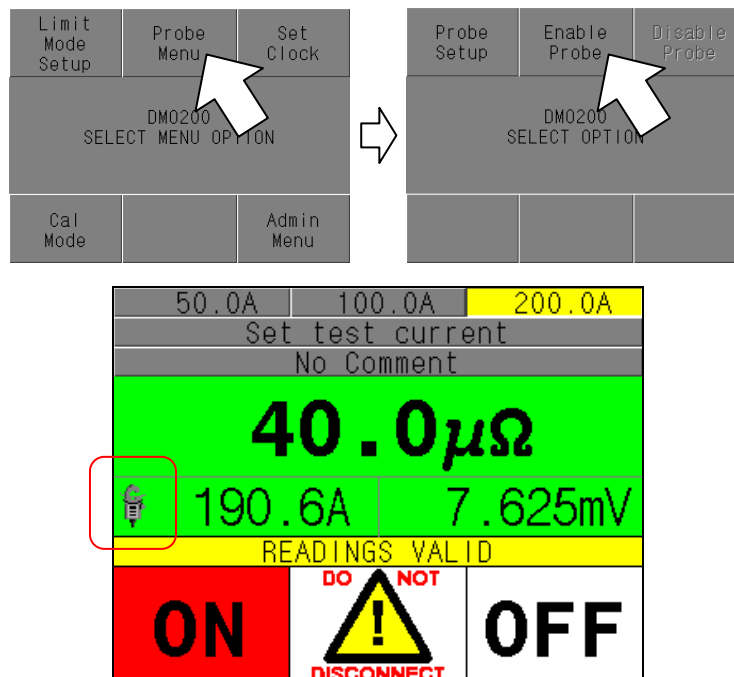 Limit Mode Setup
Probe Menu
Set Clock
DMO200
SELECT MENU OPTION
Cal Mode
Admin Menu
Probe Setup
Enable Probe
Disable Probe
DMO200
SELECT OPTION
50.0A 100.0A 200.0A
Set test current
No Comment
40.0µΩ
190.6A 7.625mV
READINGS VALID
DO NOT
ON ! OFF
DISCONNECT